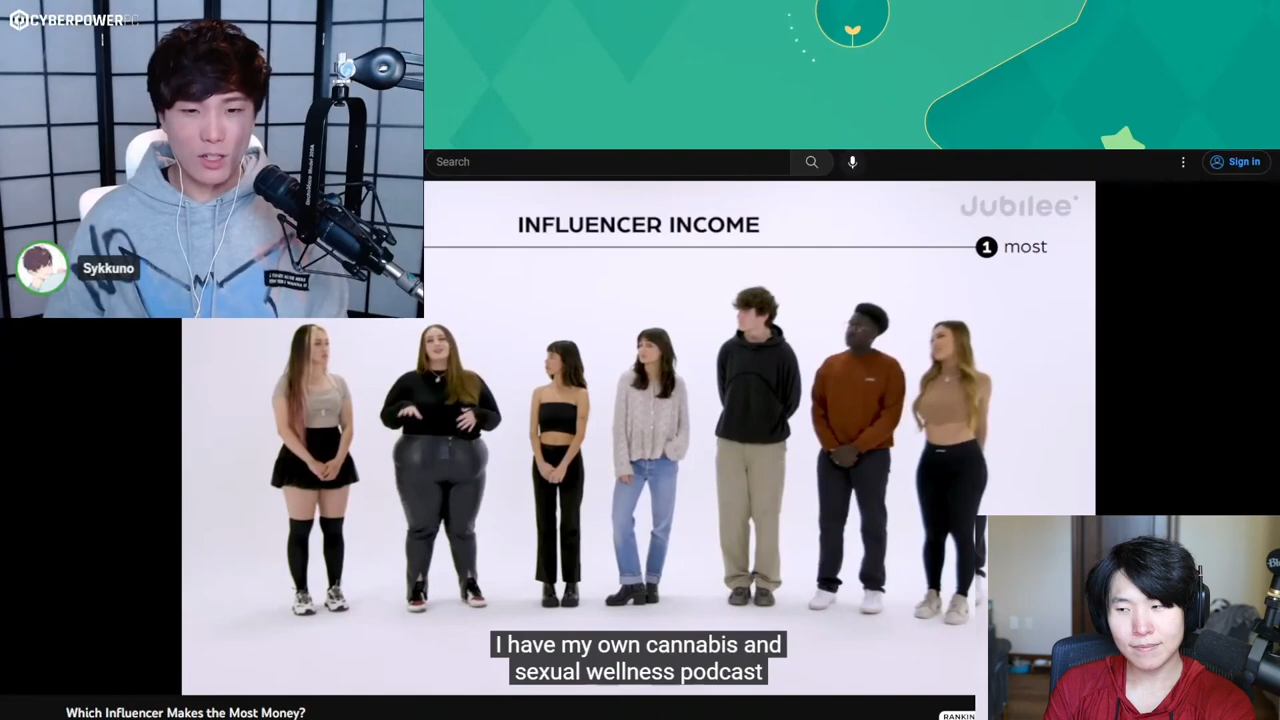 CYBERPOWERPC
Search
Sign in
Jubilee
INFLUENCER INCOME
1 most
Sykkuno
I have my own cannabis and
sexual wellness podcast
Which Influencer Makes the Most Money?
RANKIN